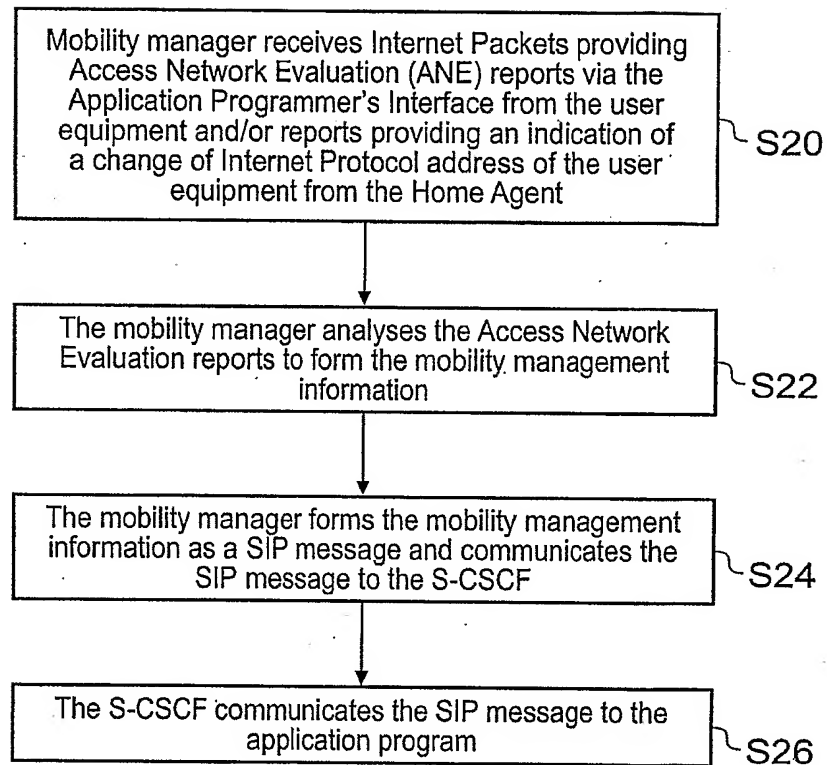 Mobility manager receives Internet Packets providing
Access Network Evaluation (ANE) reports via the
Application Programmer's Interface from the user
equipment and/or reports providing an indication of
a change of Internet Protocol address of the user
equipment from the Home Agent
S20
The mobility manager analyses the Access Network
Evaluation reports to form the mobility management
information
S22
The mobility manager forms the mobility management
information as a SIP message and communicates the
SIP message to the S-CSCF
S24
The S-CSCF communicates the SIP message to the
application program
S26